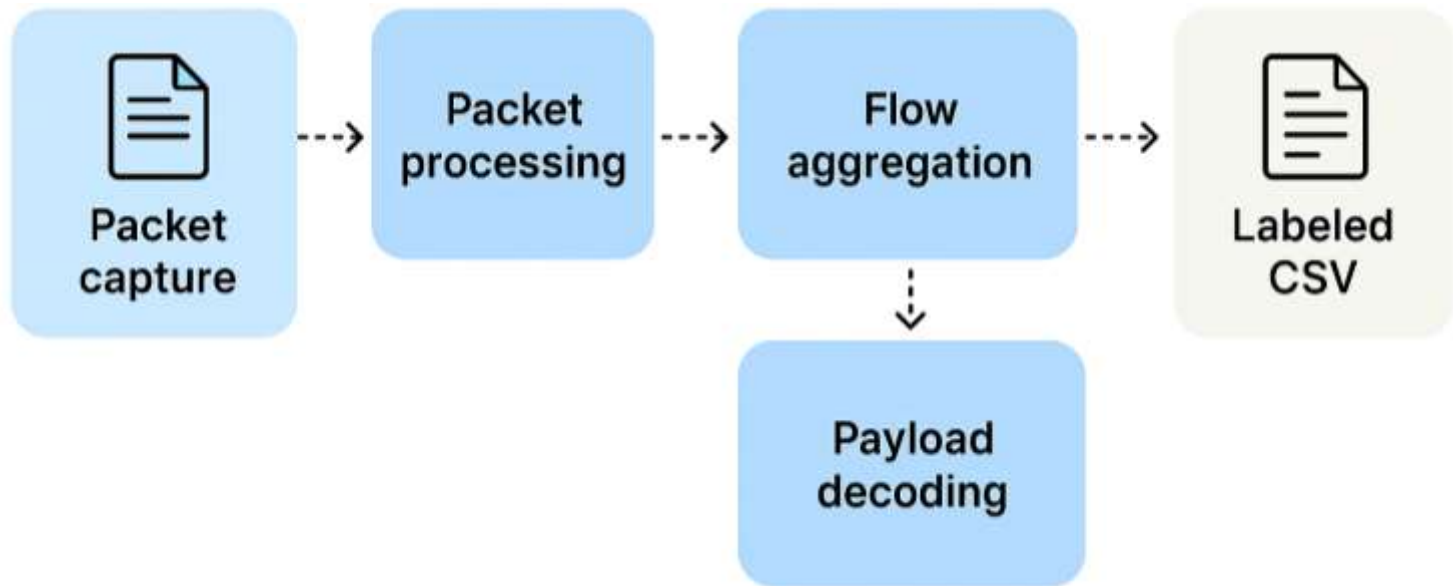 Packet
capture
Packet
processing
Flow
aggregation
Labeled
CSV
Payload
decoding